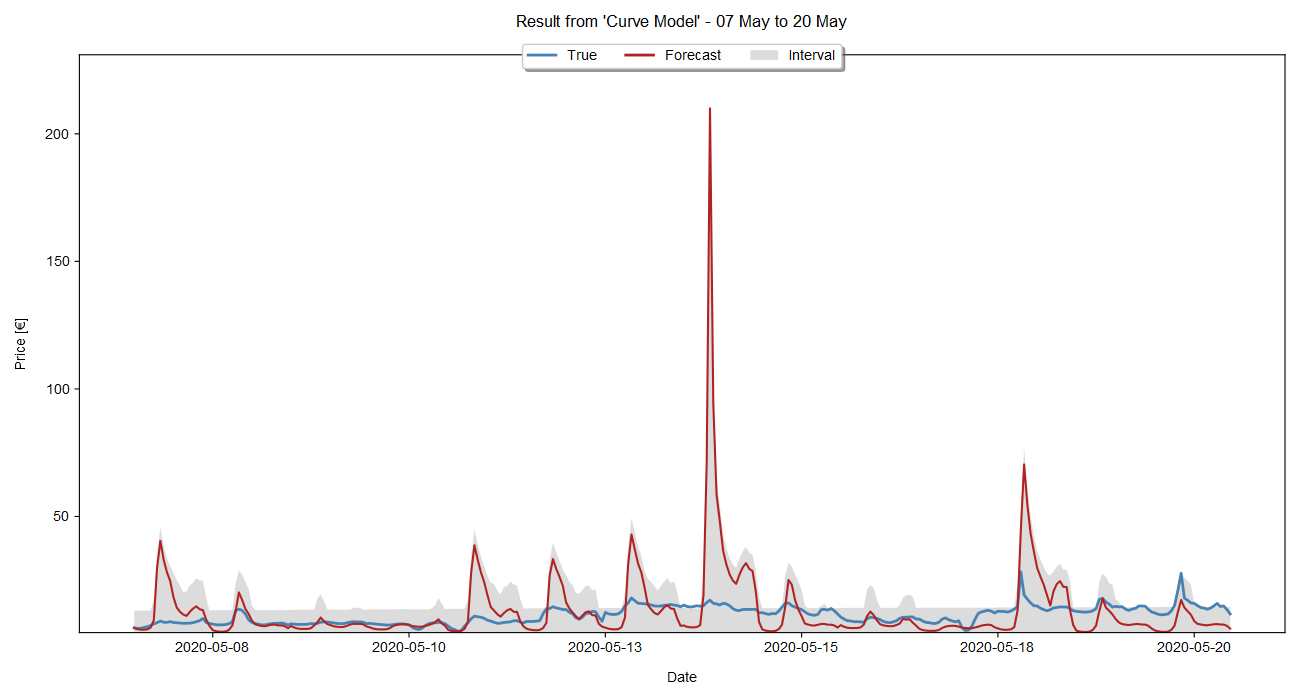 Result from 'Curve Model' - 07 May to 20 May
True Forecast Interval
200
150
100
50
Price [€]
2020-05-08 2020-05-10 2020-05-13 2020-05-15 2020-05-18 2020-05-20
Date